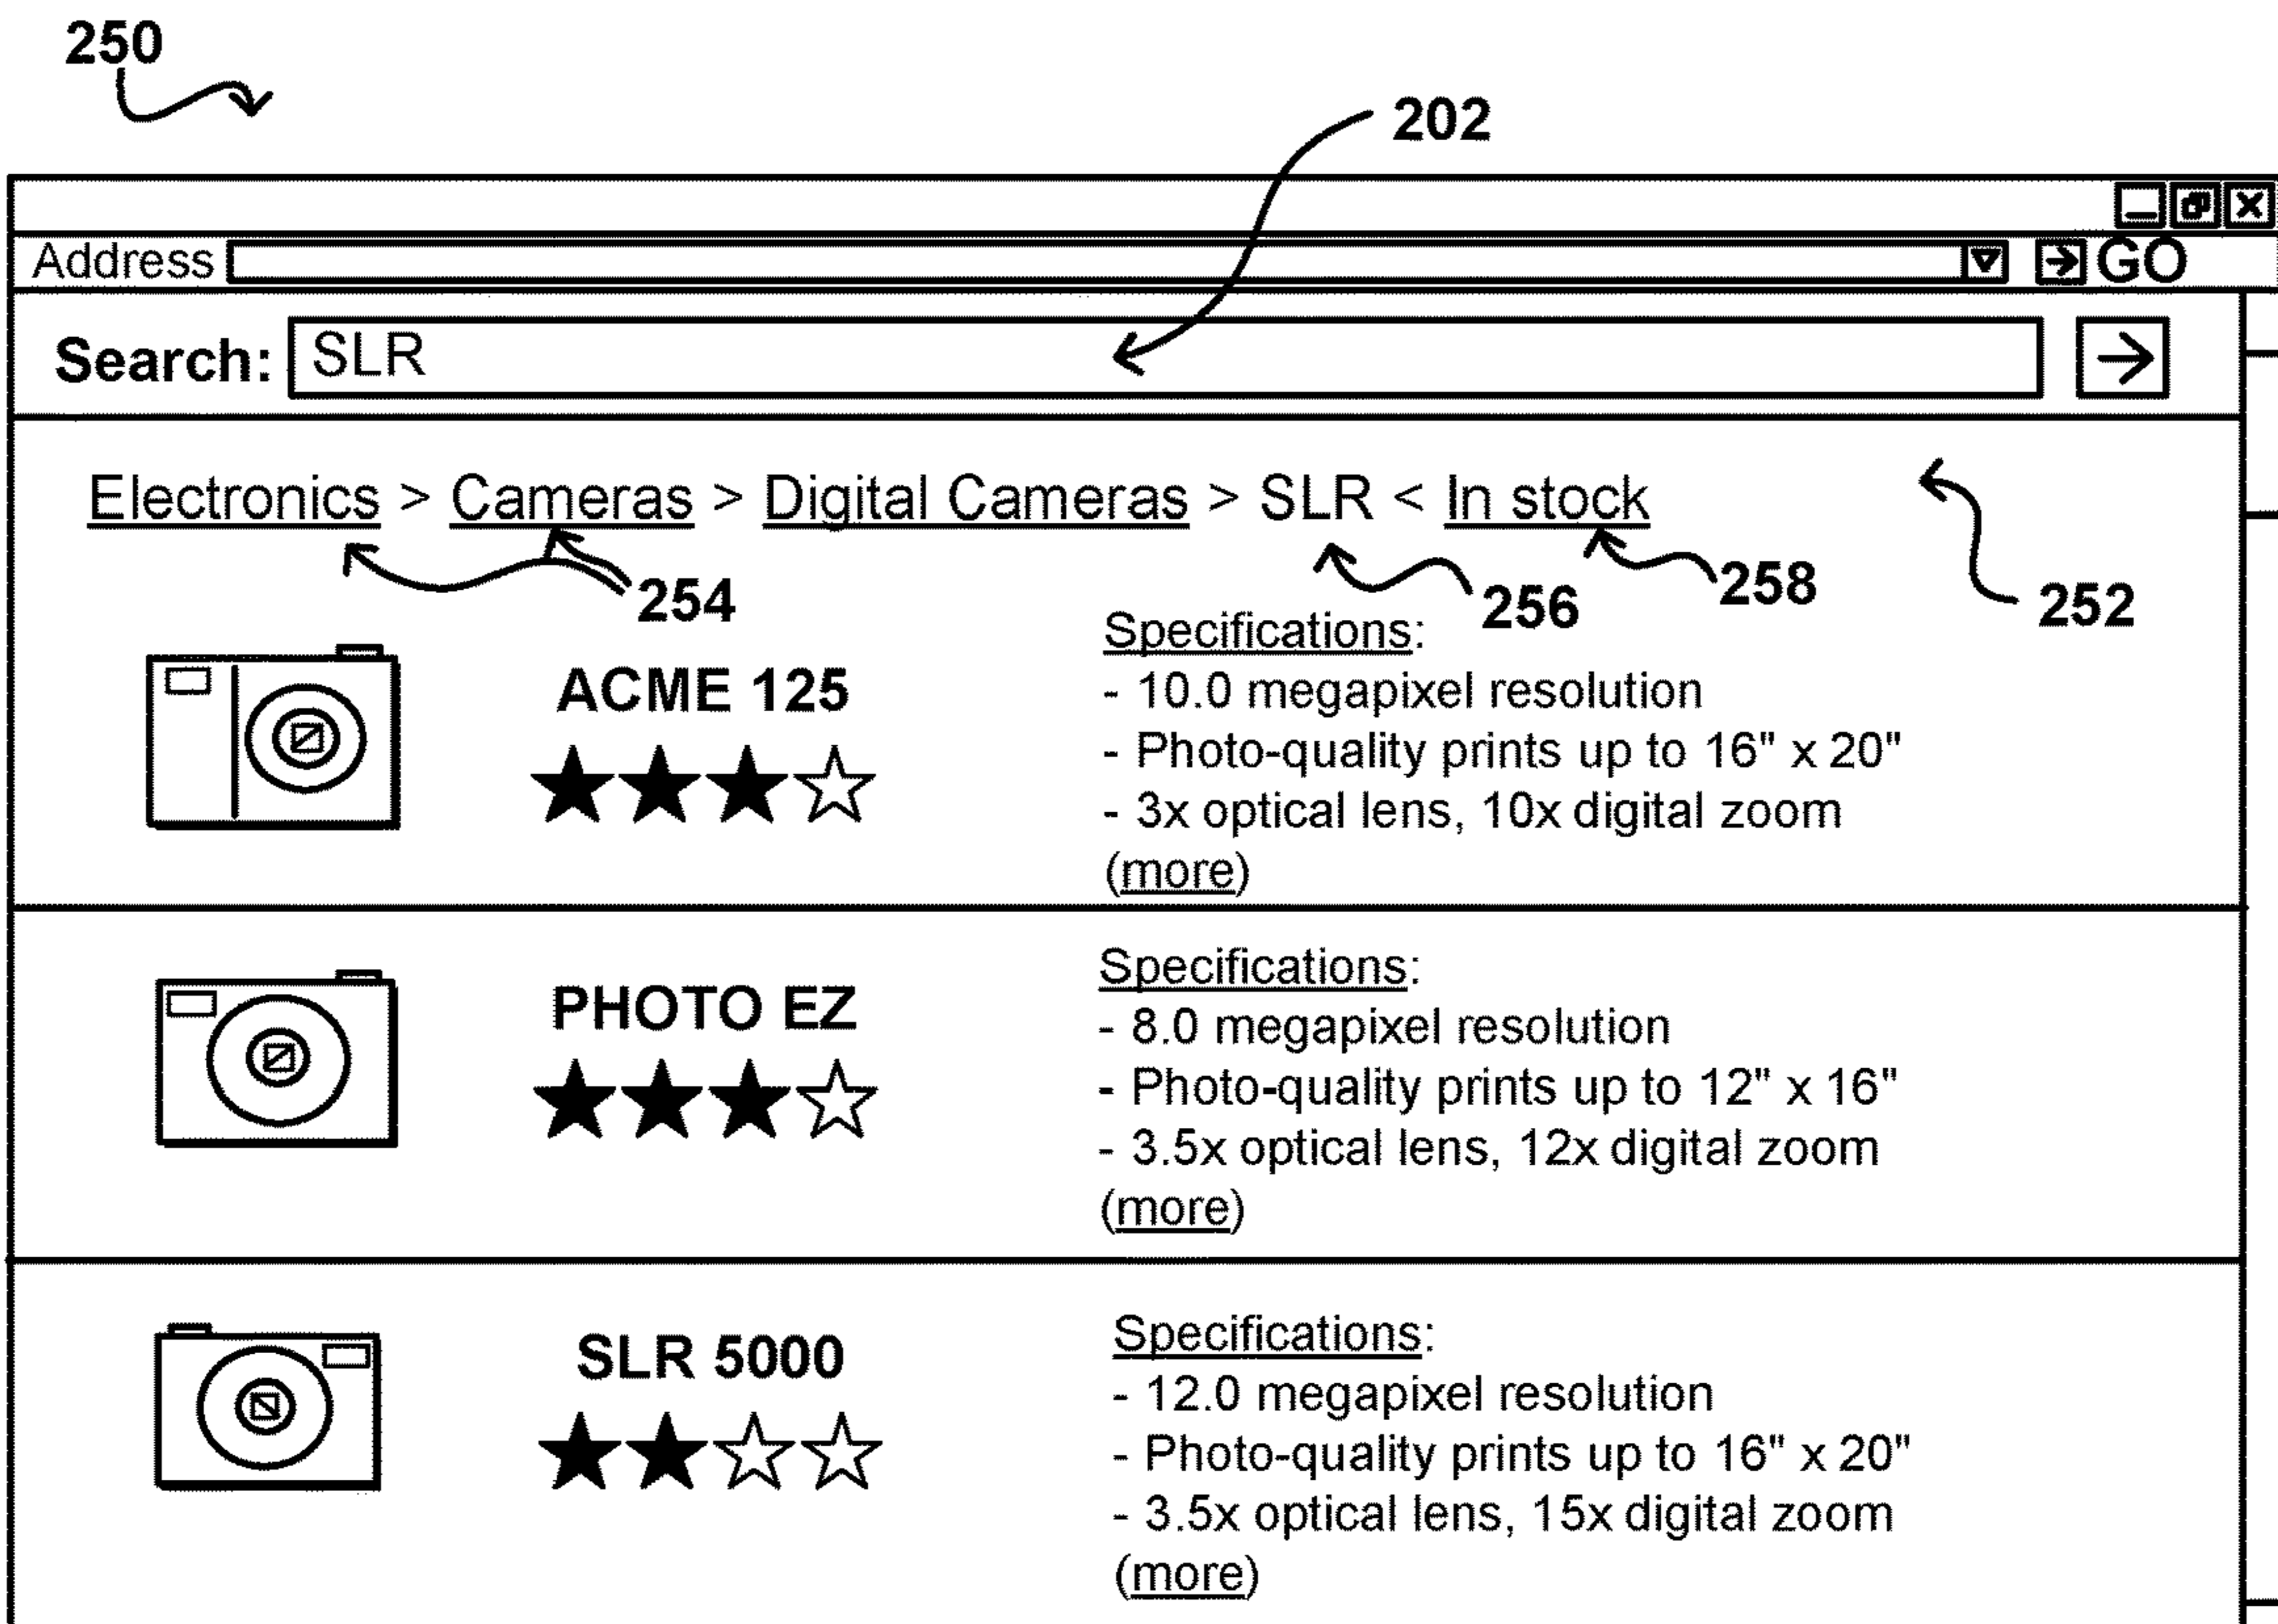 250
202
Address GO
Search: SLR
Electronics > Cameras > Digital Cameras > SLR < In stock
254 256 258 252
ACME 125
Specifications:
- 10.0 megapixel resolution
- Photo-quality prints up to 16" x 20"
- 3x optical lens, 10x digital zoom
(more)
PHOTO EZ
Specifications:
- 8.0 megapixel resolution
- Photo-quality prints up to 12" x 16"
- 3.5x optical lens, 12x digital zoom
(more)
SLR 5000
Specifications:
- 12.0 megapixel resolution
- Photo-quality prints up to 16" x 20"
- 3.5x optical lens, 15x digital zoom
(more)